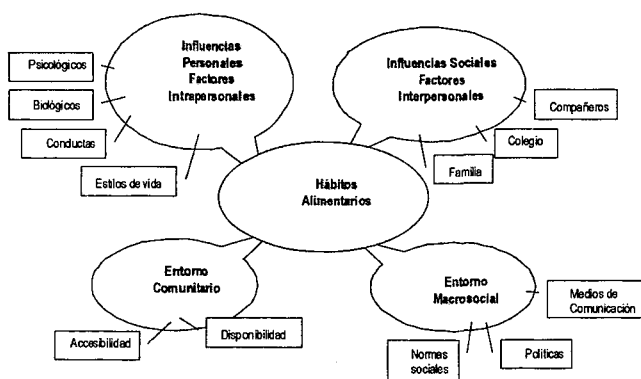 Influencias
Personales
Factores
Intrapersonales
Psicológicos
Biológicos
Conductas
Estilos de vida
Influencias Sociales
Factores
Interpersonales
Compañeros
Colegio
Familia
Hábitos
Alimentarios
Entorno
Comunitario
Accesibilidad
Disponibilidad
Entorno
Macrosocial
Medios de
Comunicación
Normas
sociales
Políticas